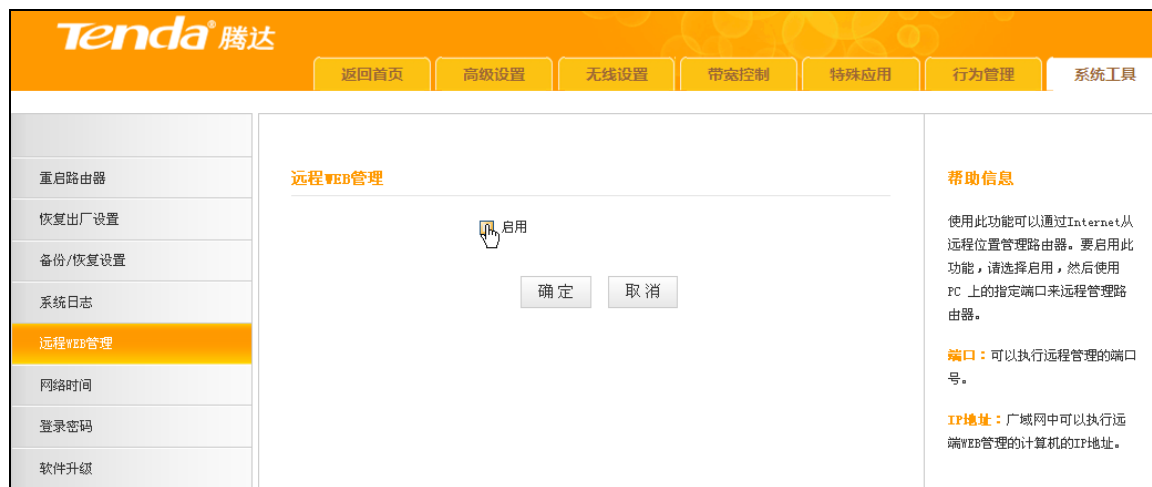 Tenda® 腾达
返回首页 高级设置 无线设置 带宽控制 特殊应用 行为管理 系统工具
重启路由器
恢复出厂设置
备份/恢复设置
系统日志
远程WEB管理
网络时间
登录密码
软件升级
远程WEB管理
启用
确定 取消
帮助信息
使用此功能可以通过Internet从
远程位置管理路由器。要启用此
功能，请选择启用，然后使用
PC 上的指定端口来远程管理路
由器。
端口：可以执行远程管理的端口
号。
IP地址：广域网中可以执行远
端WEB管理的计算机的IP地址。